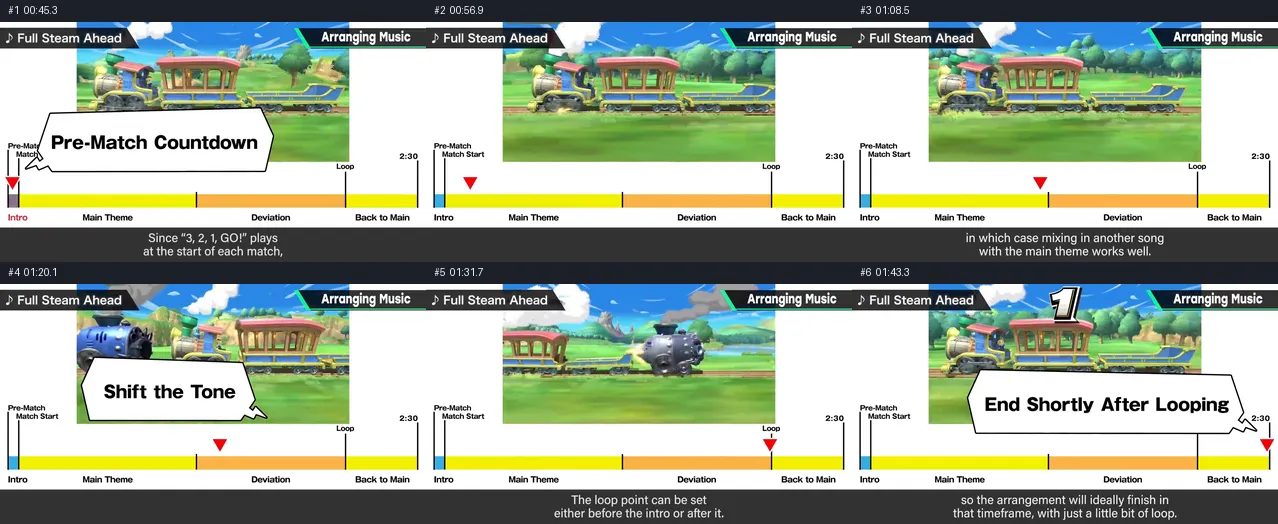 #1 00:45.3
♪ Full Steam Ahead
Arranging Music
Pre-Match Countdown
Pre-Mat
Match
Loop
2:30
Intro
Main Theme
Deviation
Back to Main
Since “3, 2, 1, GO!” plays
at the start of each match,
#2 00:56.9
♪ Full Steam Ahead
Arranging Music
Pre-Match
Match Start
Loop
2:30
Intro
Main Theme
Deviation
Back to Main
#3 01:08.5
♪ Full Steam Ahead
Arranging Music
Pre-Match
Match Start
Loop
2:30
Intro
Main Theme
Deviation
Back to Main
in which case mixing in another song
with the main theme works well.
#4 01:20.1
♪ Full Steam Ahead
Arranging Music
Shift the Tone
Pre-Match
Match Start
Loop
2:30
Intro
Main Theme
Deviation
Back to Main
#5 01:31.7
♪ Full Steam Ahead
Arranging Music
Pre-Match
Match Start
Loop
2:30
Intro
Main Theme
Deviation
Back to Main
The loop point can be set
either before the intro or after it.
#6 01:43.3
♪ Full Steam Ahead
Arranging Music
1
End Shortly After Looping
Pre-Match
Match Start
2:30
Intro
Main Theme
Deviation
Back to Main
so the arrangement will ideally finish in
that timeframe, with just a little bit of loop.